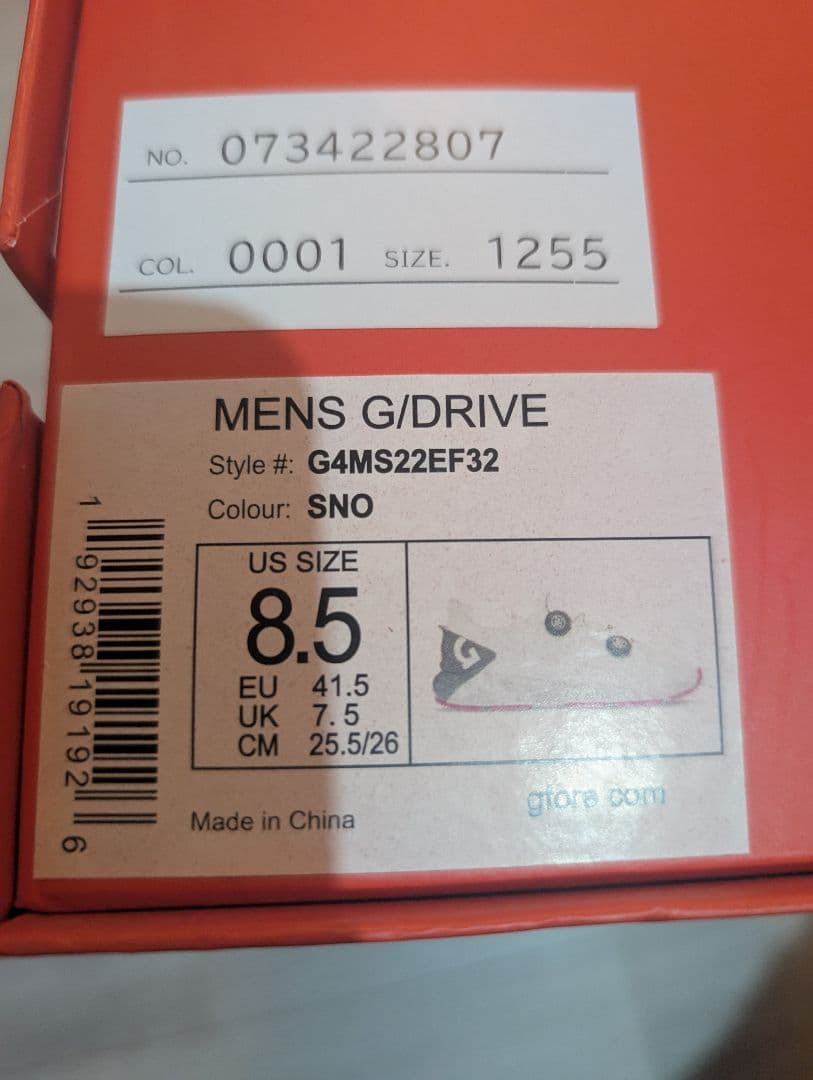 NO. 073422807
COL. 0001 SIZE. 1255
MENS G/DRIVE
Style #: G4MS22EF32
Colour: SNO
US SIZE
8.5
EU 41.5
UK 7.5
CM 25.5/26
G
Made in China
gfore com
1 92938 19192 6